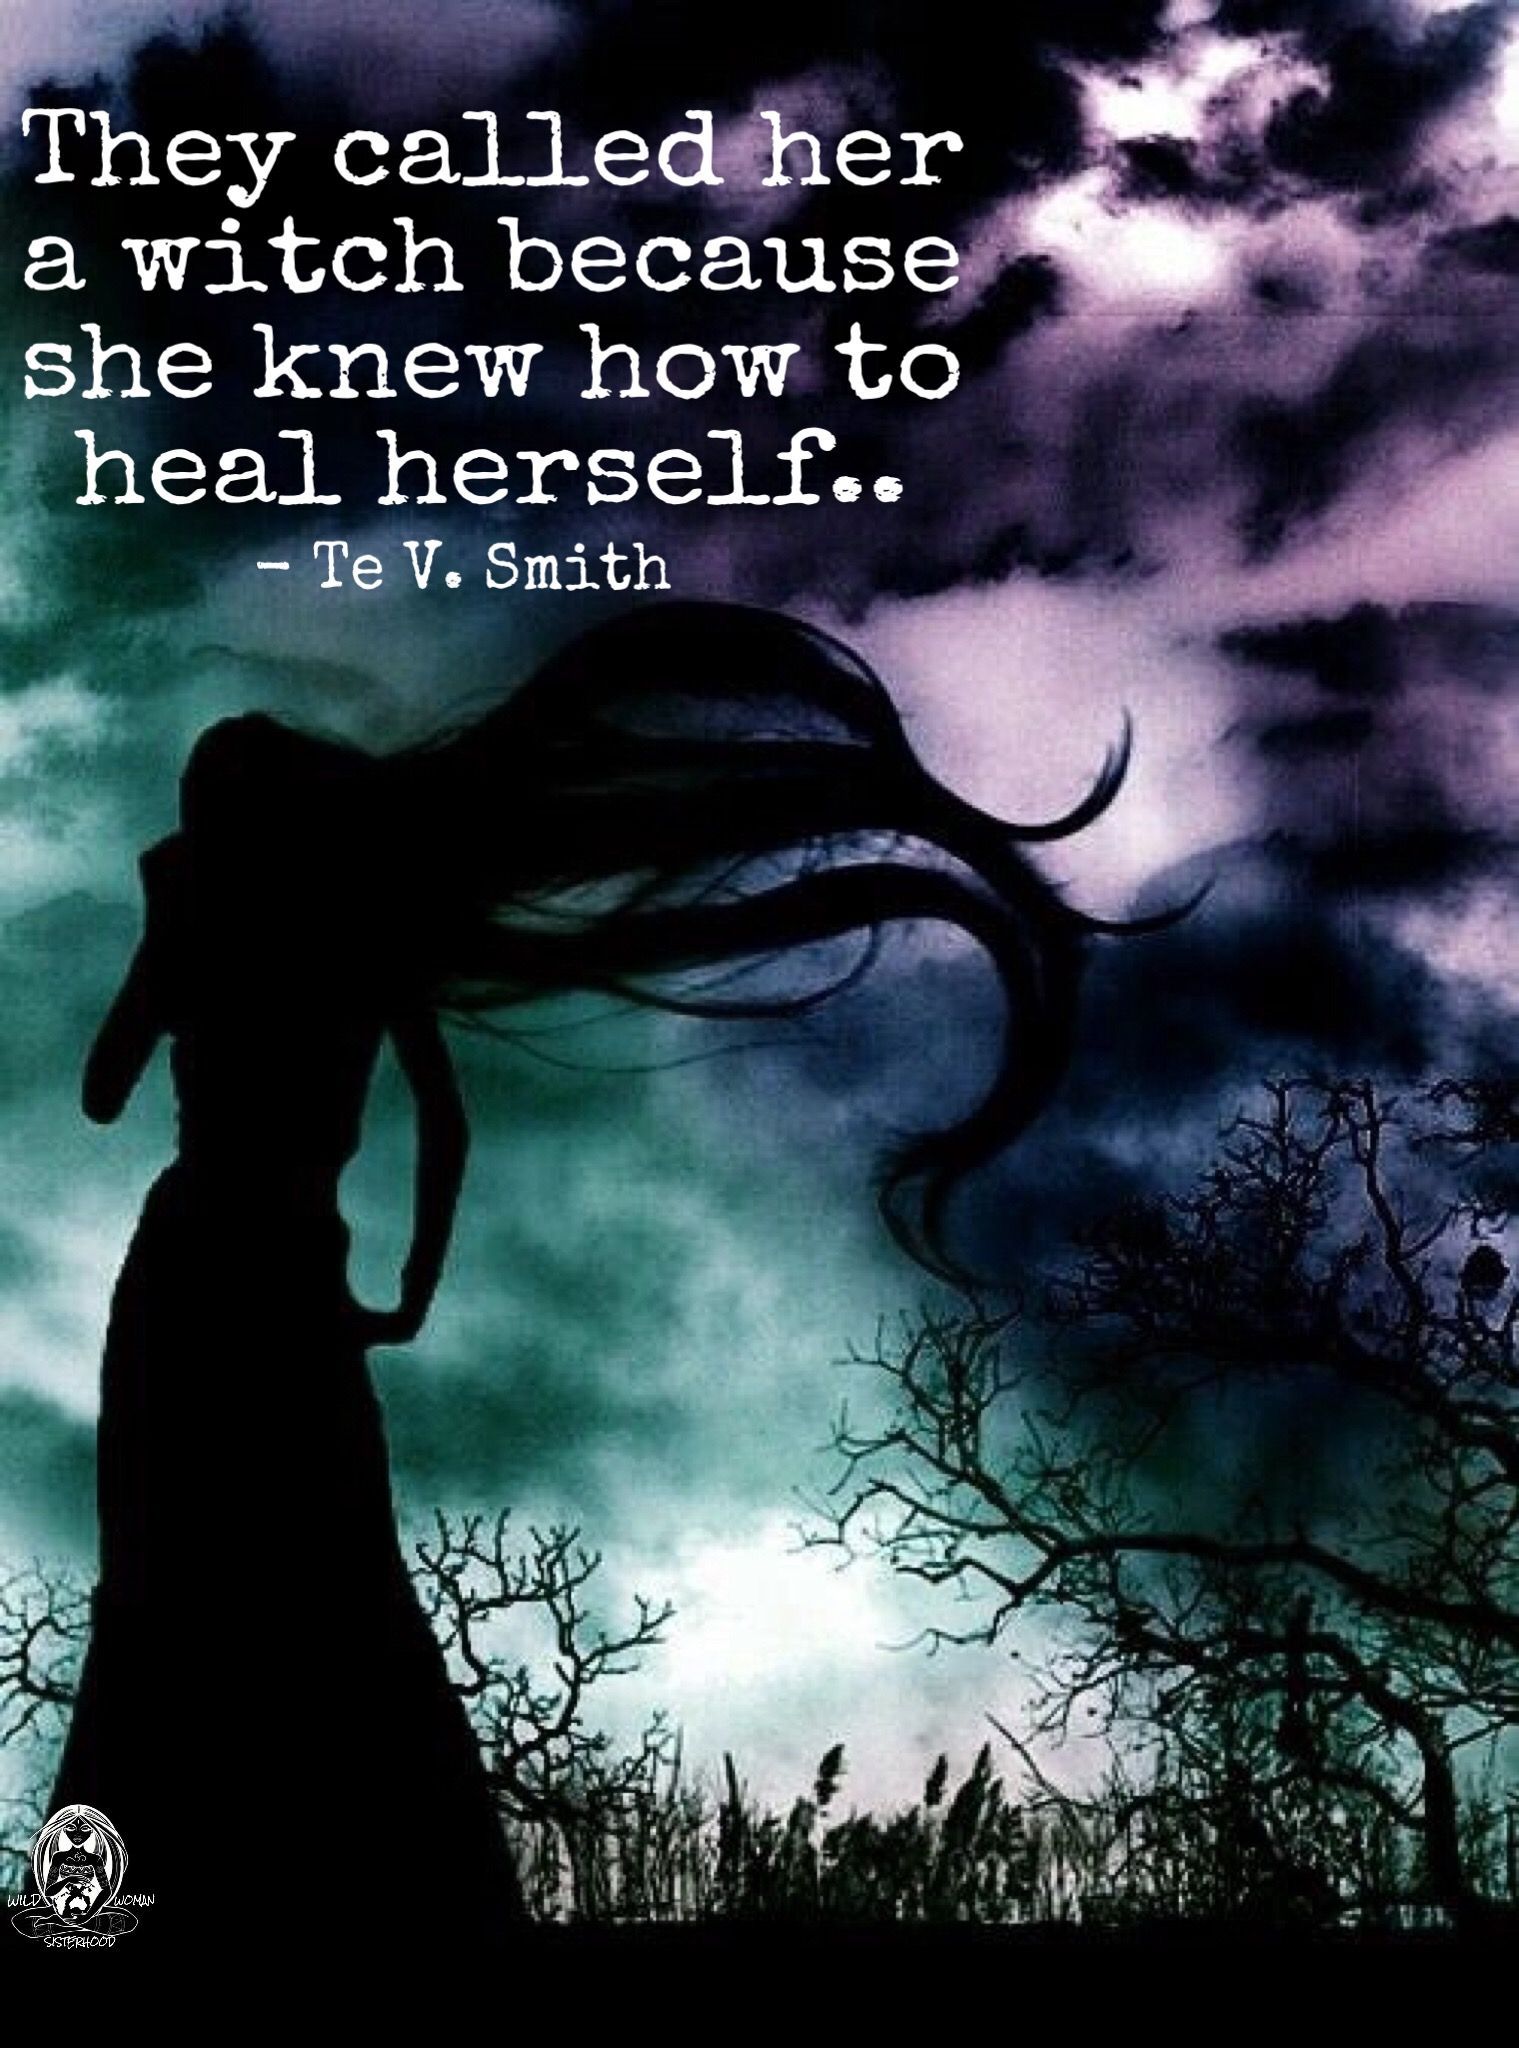 They called her
a witch because
she knew how to
heal herself..
- Te V. Smith
WILD WOMAN
SISTERHOOD